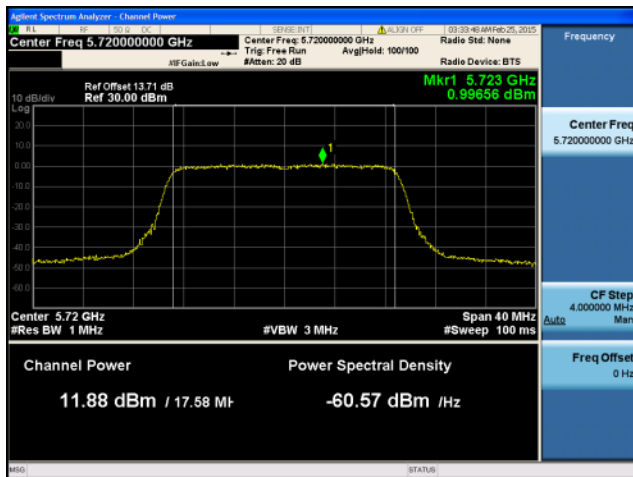 Agilent Spectrum Analyzer - Channel Power
RL RF 50 Ω DC SENSE:INT ALIGN OFF 03:33:48 AM Feb 25, 2015
Center Freq 5.720000000 GHz
Center Freq: 5.720000000 GHz
Radio Std: None
Trig: Free Run Avg|Hold: 100/100
#IFGain:Low
#Atten: 20 dB
Radio Device: BTS
Mkr1 5.723 GHz
0.99656 dBm
Ref Offset 13.71 dB
10 dB/div Ref 30.00 dBm
Log
20.0
10.0
0.00
-10.0
-20.0
-30.0
-40.0
-50.0
-60.0
1
Center 5.72 GHz
Span 40 MHz
#Res BW 1 MHz
#VBW 3 MHz
#Sweep 100 ms
Channel Power
Power Spectral Density
11.88 dBm / 17.58 MH
-60.57 dBm /Hz
Frequency
Center Freq
5.720000000 GHz
CF Step
4.000000 MHz
Auto Man
Freq Offset
0 Hz
MSG STATUS